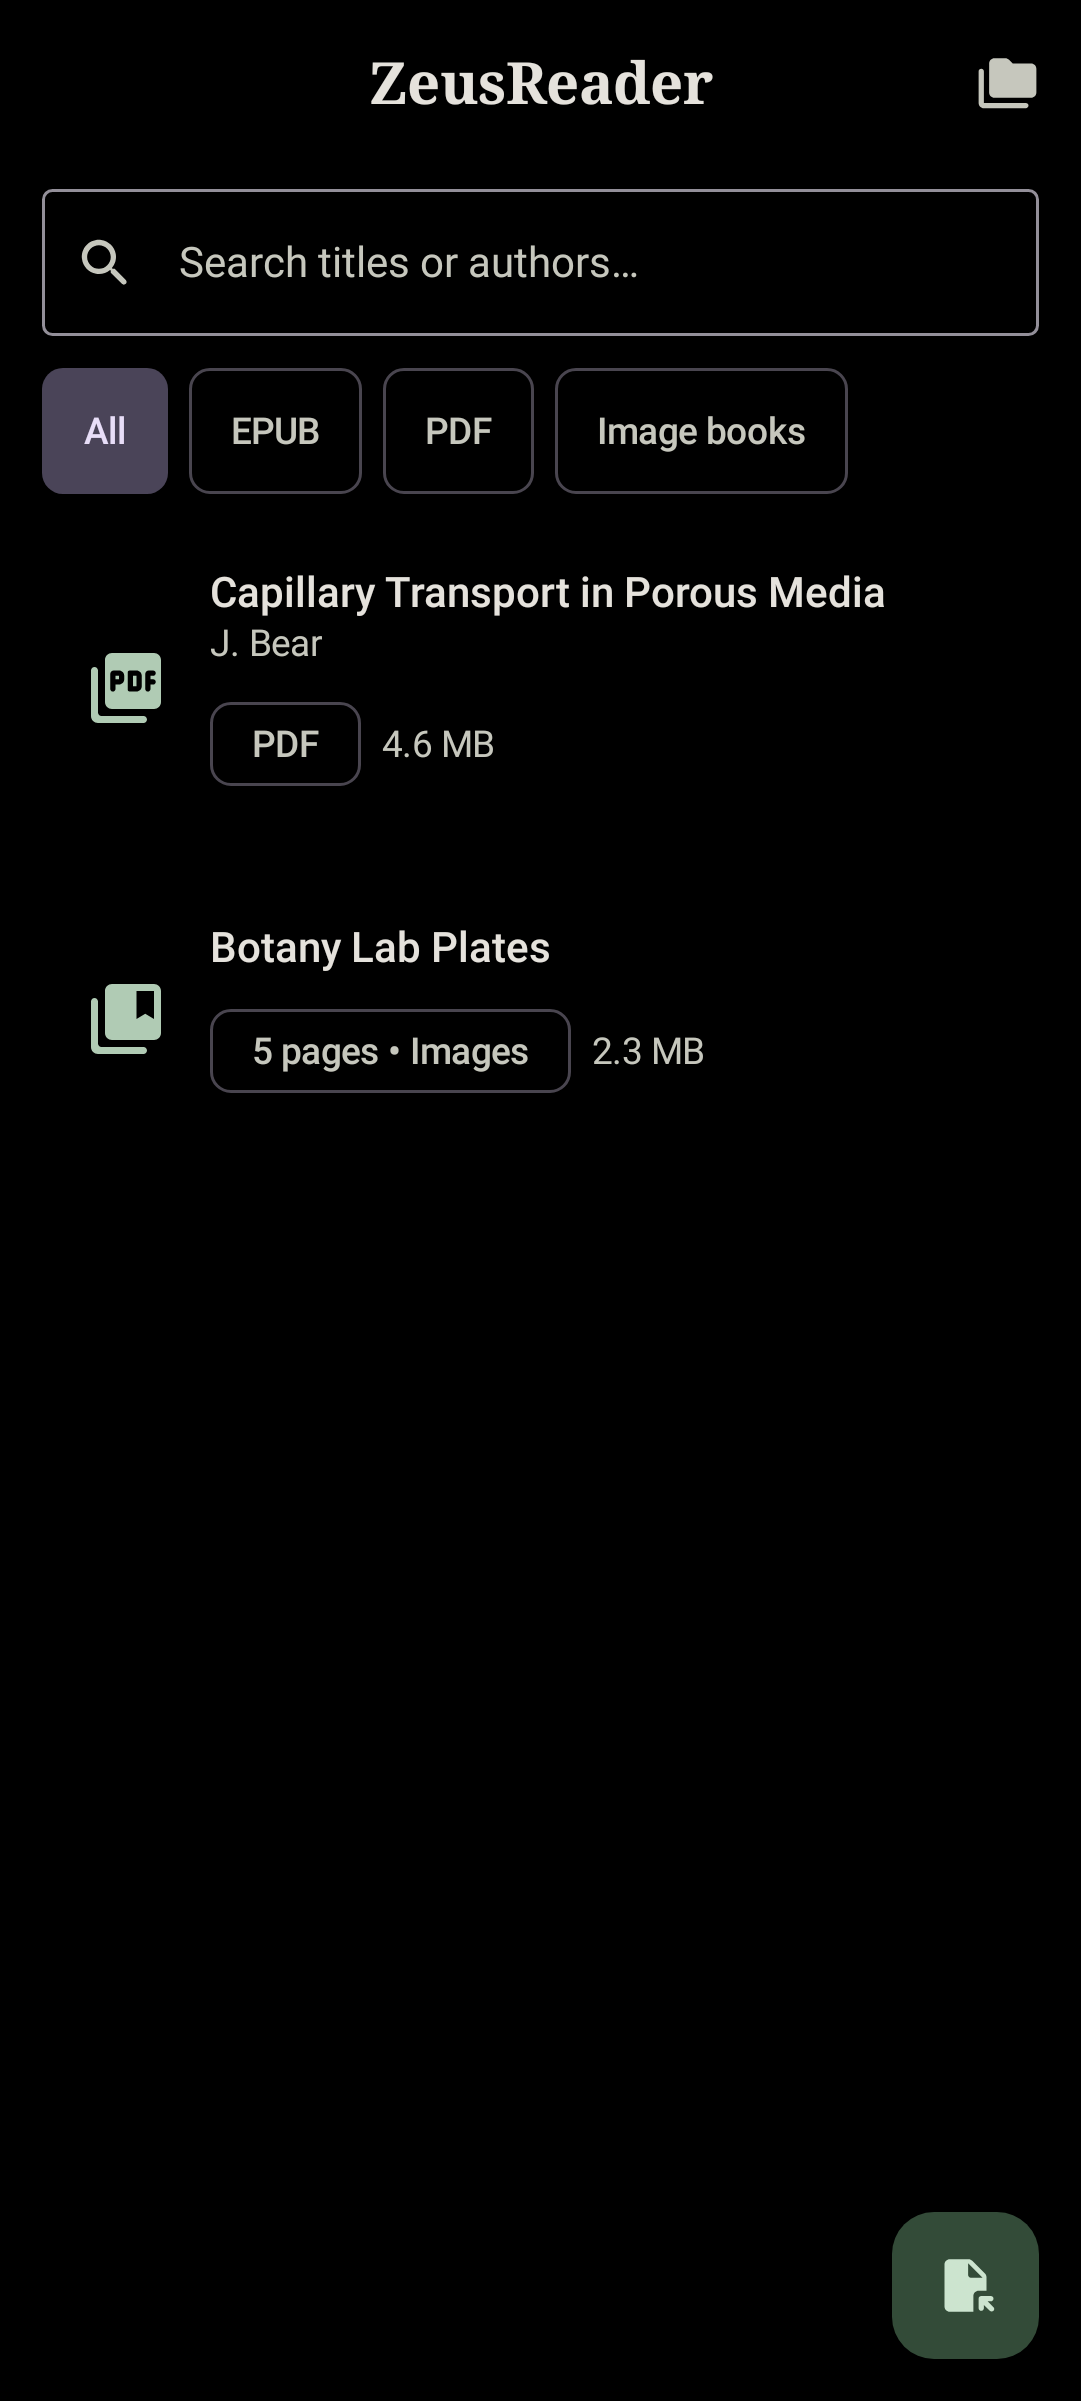 ZeusReader
Search titles or authors...
All
EPUB
PDF
Image books
Capillary Transport in Porous Media
J. Bear
PDF
PDF
4.6 MB
Botany Lab Plates
5 pages • Images
2.3 MB